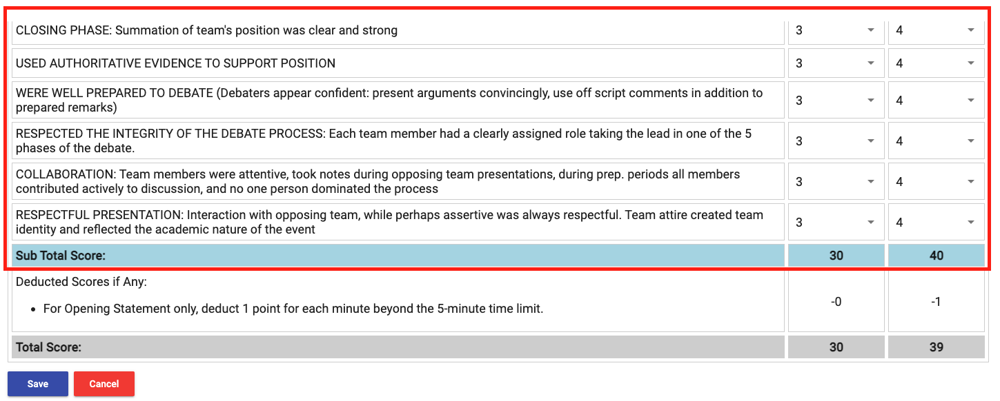 CLOSING PHASE: Summation of team's position was clear and strong 3 4
USED AUTHORITATIVE EVIDENCE TO SUPPORT POSITION 3 4
WERE WELL PREPARED TO DEBATE (Debaters appear confident: present arguments convincingly, use off script comments in addition to
prepared remarks) 3 4
RESPECTED THE INTEGRITY OF THE DEBATE PROCESS: Each team member had a clearly assigned role taking the lead in one of the 5
phases of the debate. 3 4
COLLABORATION: Team members were attentive, took notes during opposing team presentations, during prep. periods all members
contributed actively to discussion, and no one person dominated the process 3 4
RESPECTFUL PRESENTATION: Interaction with opposing team, while perhaps assertive was always respectful. Team attire created team
identity and reflected the academic nature of the event 3 4
Sub Total Score: 30 40
Deducted Scores if Any:
• For Opening Statement only, deduct 1 point for each minute beyond the 5-minute time limit. -0 -1
Total Score: 30 39
Save Cancel